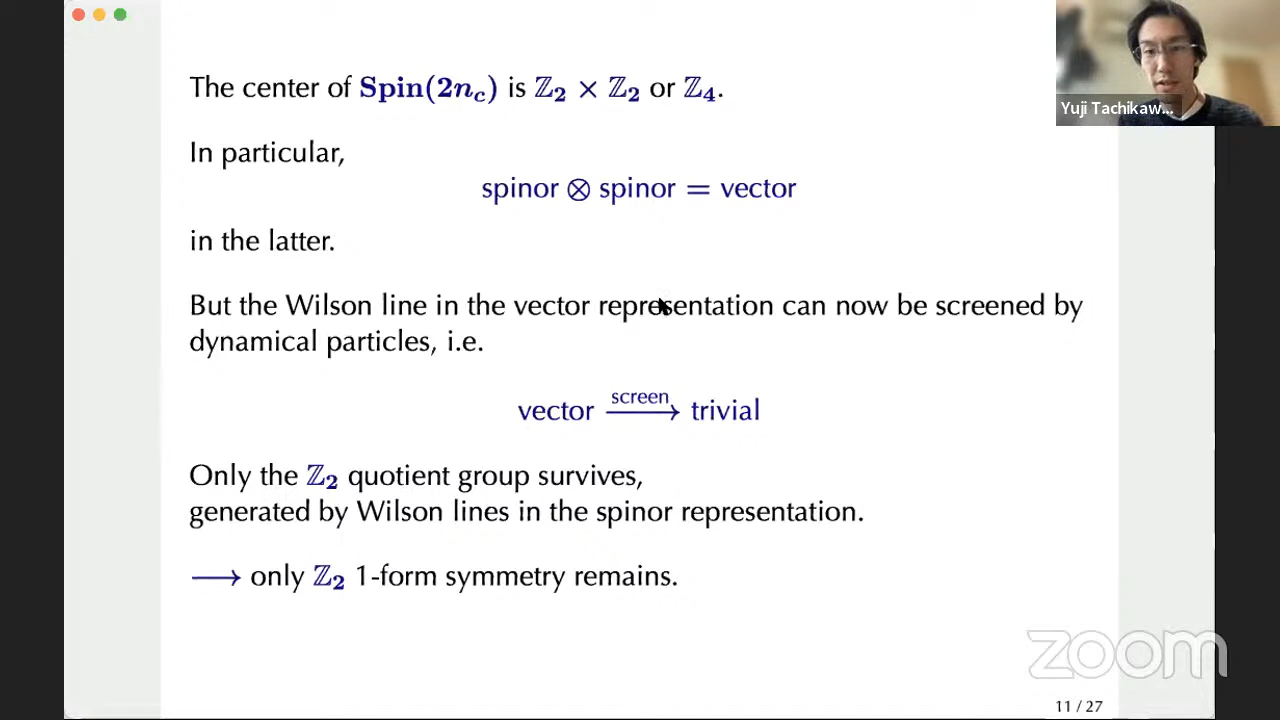 The center of Spin(2n_c) is ℤ₂ × ℤ₂ or ℤ₄.
Yuji Tachikaw...
In particular,
spinor ⊗ spinor = vector
in the latter.
But the Wilson line in the vector representation can now be screened by
dynamical particles, i.e.
screen
vector ⟶ trivial
Only the ℤ₂ quotient group survives,
generated by Wilson lines in the spinor representation.
⟶ only ℤ₂ 1-form symmetry remains.
zoom
11 / 27